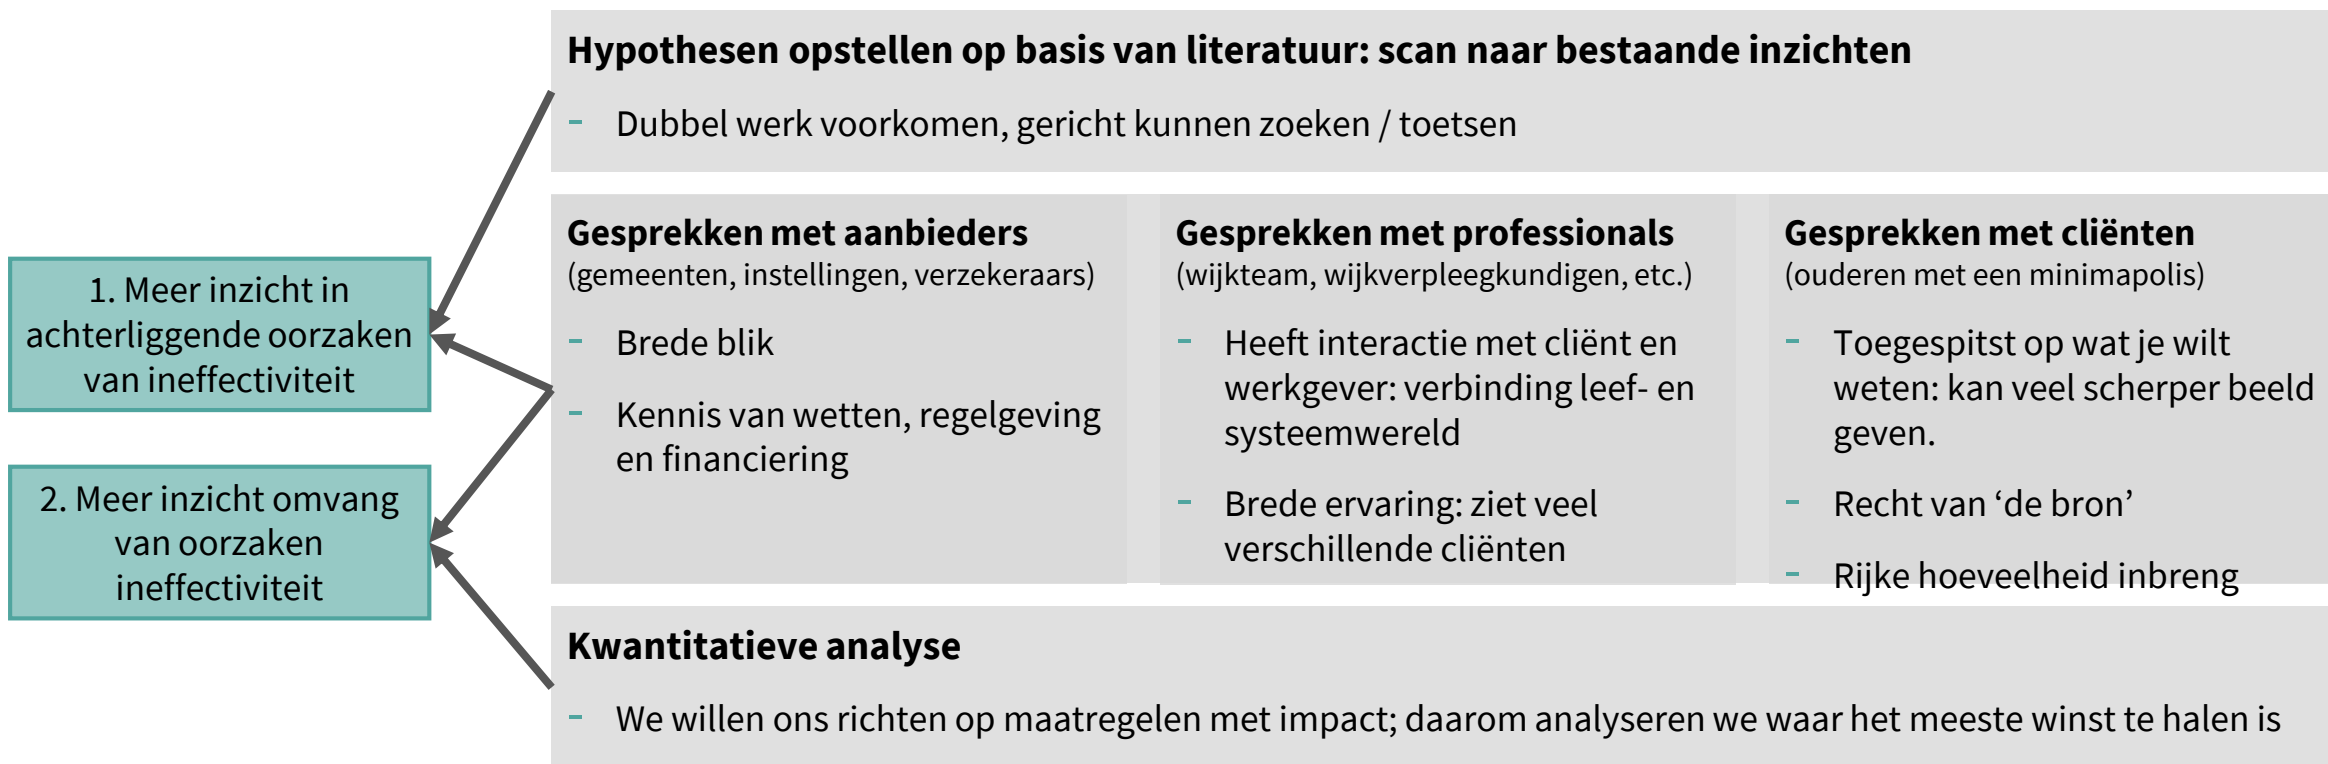 Hypothesen opstellen op basis van literatuur: scan naar bestaande inzichten
- Dubbel werk voorkomen, gericht kunnen zoeken / toetsen
1. Meer inzicht in
achterliggende oorzaken
van ineffectiviteit
2. Meer inzicht omvang
van oorzaken
ineffectiviteit
Gesprekken met aanbieders
(gemeenten, instellingen, verzekeraars)
- Brede blik
- Kennis van wetten, regelgeving
en financiering
Gesprekken met professionals
(wijkteam, wijkverpleegkundigen, etc.)
- Heeft interactie met cliënt en
werkgever: verbinding leef- en
systeemwereld
- Brede ervaring: ziet veel
verschillende cliënten
Gesprekken met cliënten
(ouderen met een minimapolis)
- Toegespitst op wat je wilt
weten: kan veel scherper beeld
geven.
- Recht van ‘de bron’
- Rijke hoeveelheid inbreng
Kwantitatieve analyse
- We willen ons richten op maatregelen met impact; daarom analyseren we waar het meeste winst te halen is